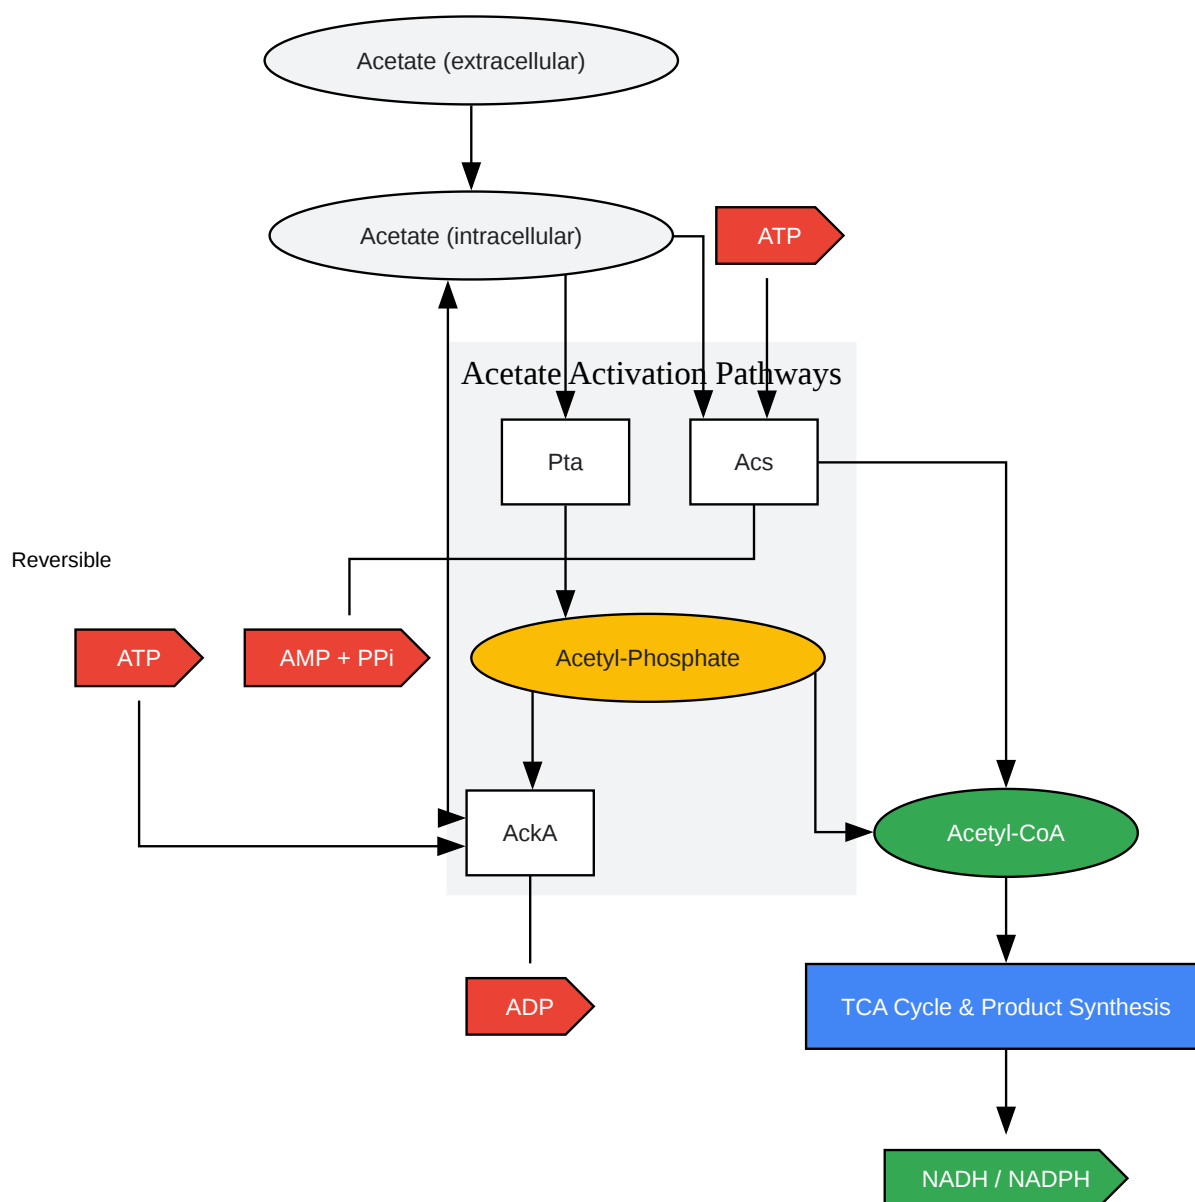 Acetate (extracellular)
Acetate (intracellular)
ATP
Acetate Activation Pathways
Pta
Acs
Reversible
ATP
AMP + PPi
Acetyl-Phosphate
AckA
Acetyl-CoA
ADP
TCA Cycle & Product Synthesis
NADH / NADPH